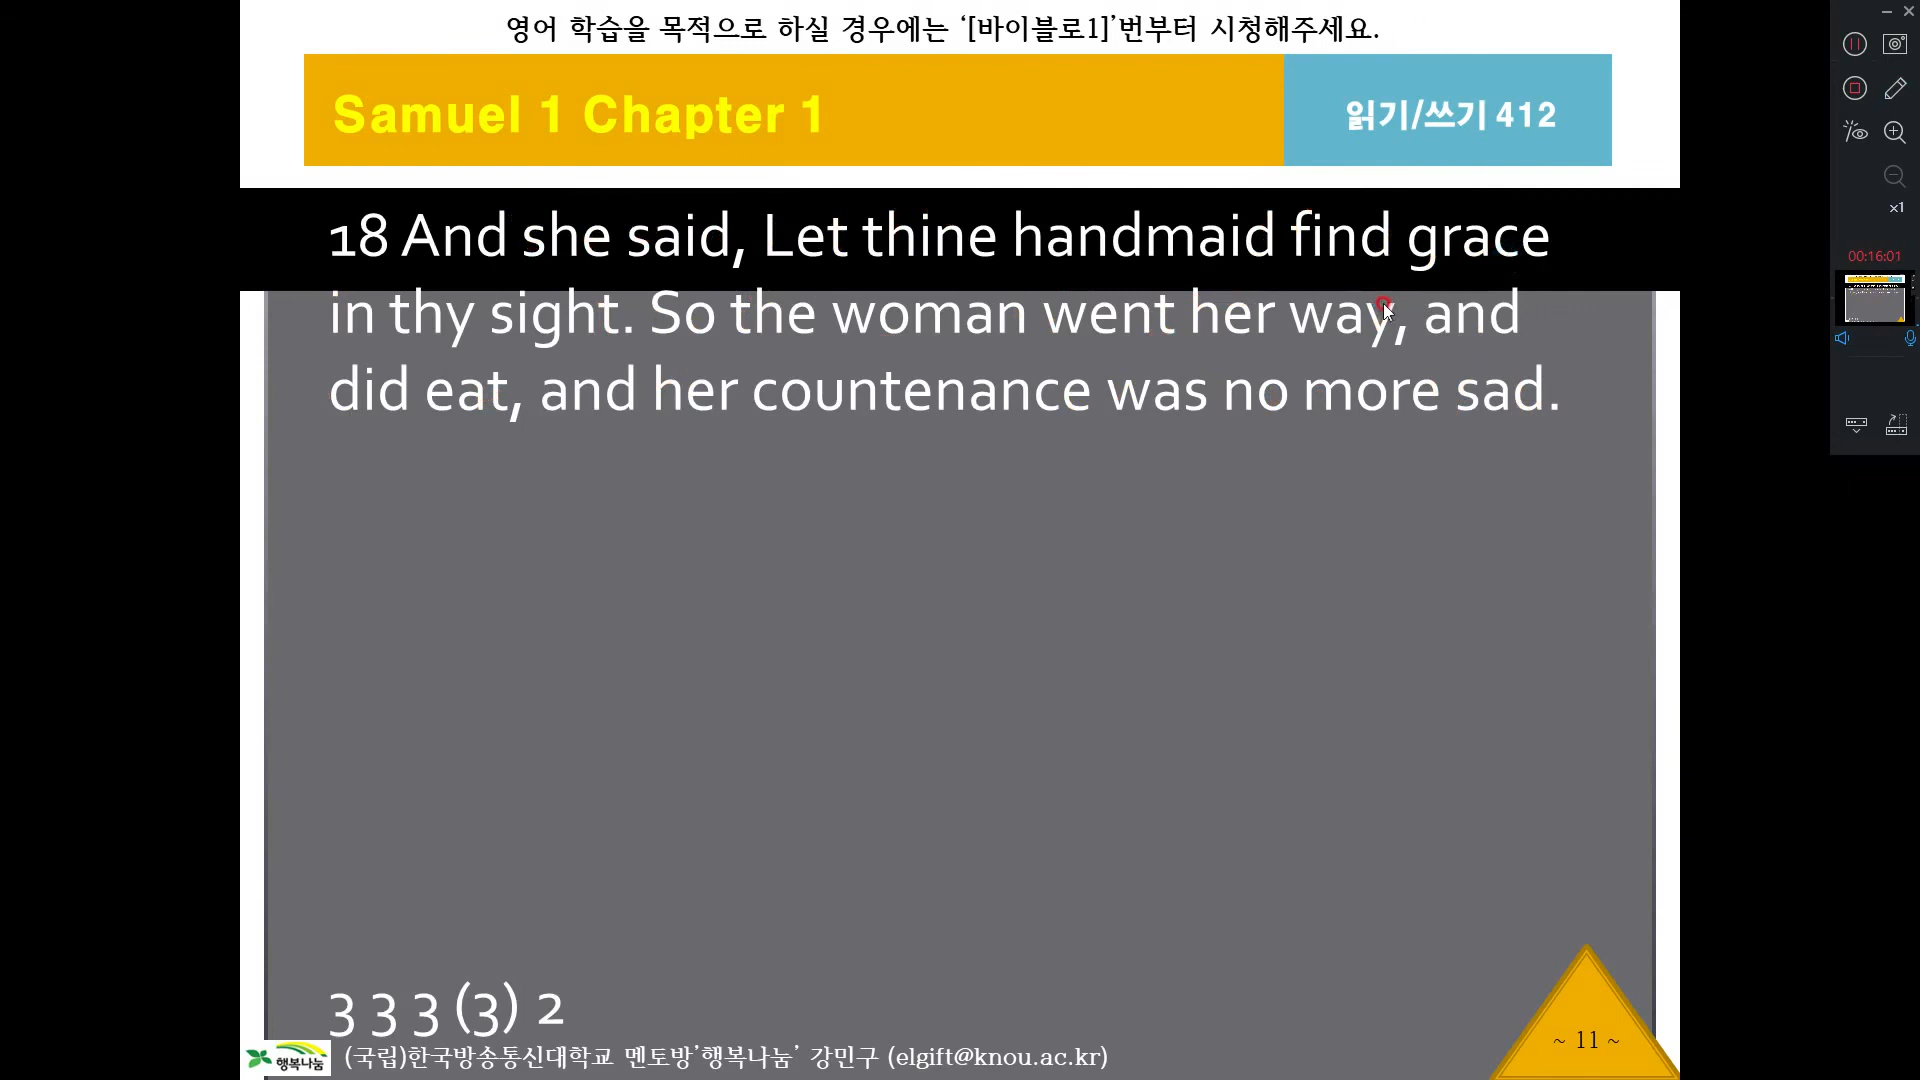 영어 학습을 목적으로 하실 경우에는 ‘[바이블로1]’번부터 시청해주세요.
Samuel 1 Chapter 1
읽기/쓰기 412
18 And she said, Let thine handmaid find grace
in thy sight. So the woman went her way, and
did eat, and her countenance was no more sad.
x1
00:16:01
3 3 3 (3) 2
~ 11 ~
행복나눔
(국립)한국방송통신대학교 멘토방’행복나눔’ 강민구 (elgift@knou.ac.kr)